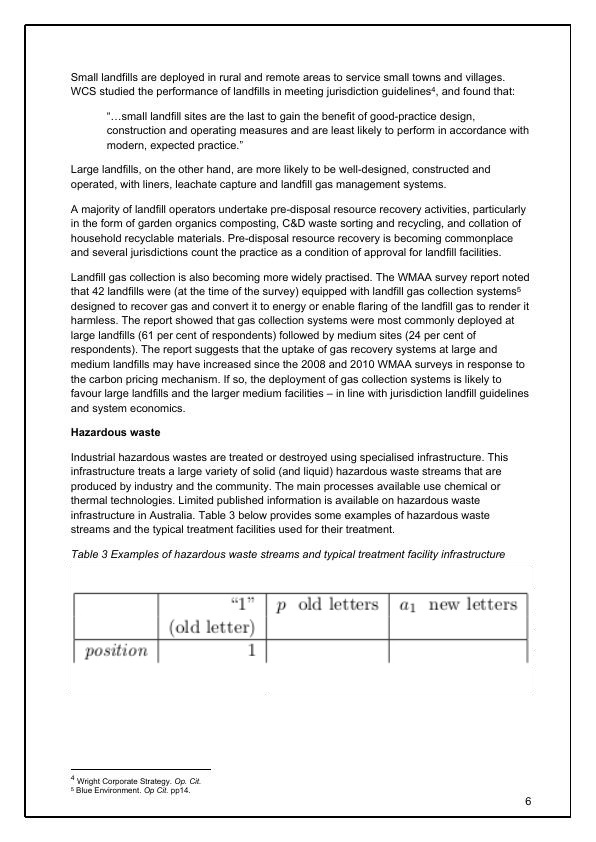 Small landfills are deployed in rural and remote areas to service small towns and villages.
WCS studied the performance of landfills in meeting jurisdiction guidelines⁴, and found that:
“…small landfill sites are the last to gain the benefit of good-practice design,
construction and operating measures and are least likely to perform in accordance with
modern, expected practice.”
Large landfills, on the other hand, are more likely to be well-designed, constructed and
operated, with liners, leachate capture and landfill gas management systems.
A majority of landfill operators undertake pre-disposal resource recovery activities, particularly
in the form of garden organics composting, C&D waste sorting and recycling, and collation of
household recyclable materials. Pre-disposal resource recovery is becoming commonplace
and several jurisdictions count the practice as a condition of approval for landfill facilities.
Landfill gas collection is also becoming more widely practised. The WMAA survey report noted
that 42 landfills were (at the time of the survey) equipped with landfill gas collection systems⁵
designed to recover gas and convert it to energy or enable flaring of the landfill gas to render it
harmless. The report showed that gas collection systems were most commonly deployed at
large landfills (61 per cent of respondents) followed by medium sites (24 per cent of
respondents). The report suggests that the uptake of gas recovery systems at large and
medium landfills may have increased since the 2008 and 2010 WMAA surveys in response to
the carbon pricing mechanism. If so, the deployment of gas collection systems is likely to
favour large landfills and the larger medium facilities – in line with jurisdiction landfill guidelines
and system economics.
Hazardous waste
Industrial hazardous wastes are treated or destroyed using specialised infrastructure. This
infrastructure treats a large variety of solid (and liquid) hazardous waste streams that are
produced by industry and the community. The main processes available use chemical or
thermal technologies. Limited published information is available on hazardous waste
infrastructure in Australia. Table 3 below provides some examples of hazardous waste
streams and the typical treatment facilities used for their treatment.
Table 3 Examples of hazardous waste streams and typical treatment facility infrastructure
“1” p old letters a₁ new letters
(old letter)
position 1
⁴ Wright Corporate Strategy. Op. Cit.
⁵ Blue Environment. Op Cit. pp14.
6